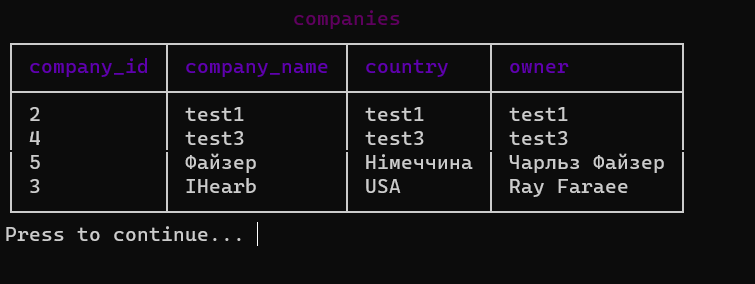 companies
company_id company_name country owner
2 test1 test1 test1
4 test3 test3 test3
5 Файзер Німеччина Чарльз Файзер
3 IHearb USA Ray Faraee
Press to continue...